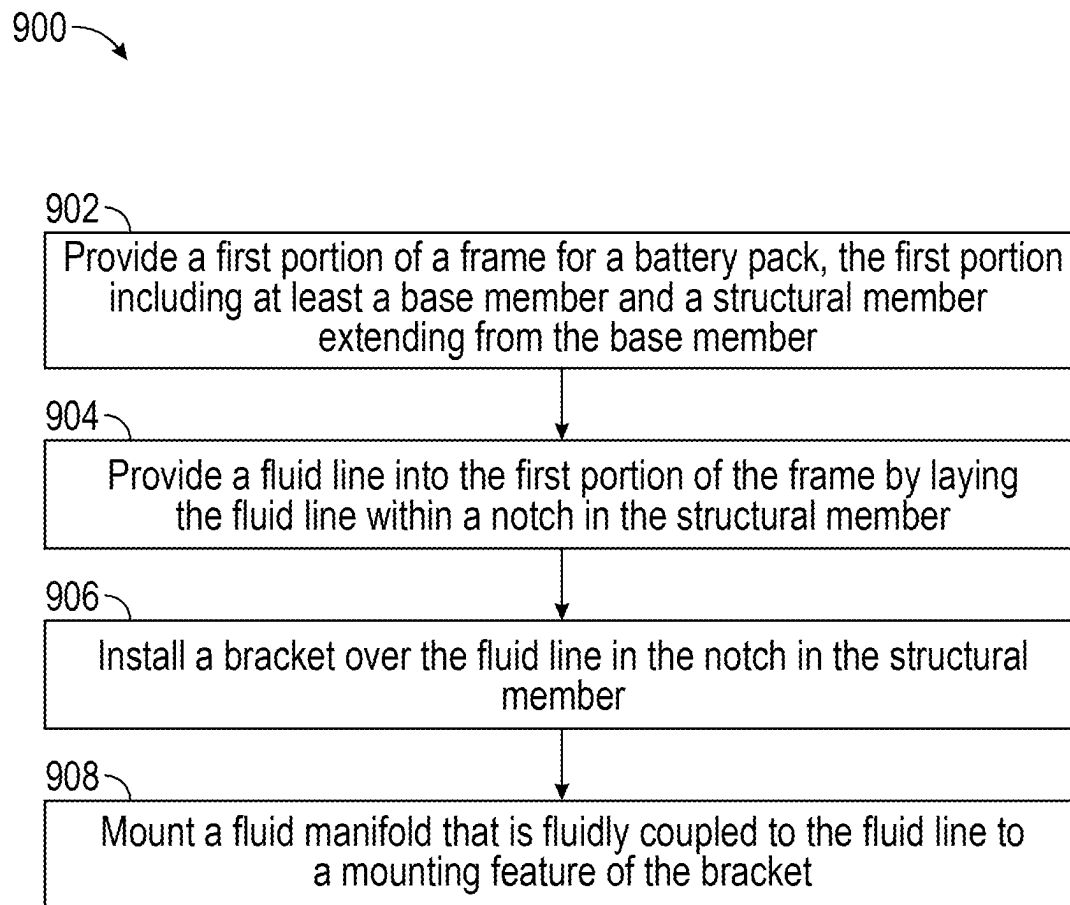 900
902
Provide a first portion of a frame for a battery pack, the first portion
including at least a base member and a structural member
extending from the base member
904
Provide a fluid line into the first portion of the frame by laying
the fluid line within a notch in the structural member
906
Install a bracket over the fluid line in the notch in the structural
member
908
Mount a fluid manifold that is fluidly coupled to the fluid line to
a mounting feature of the bracket